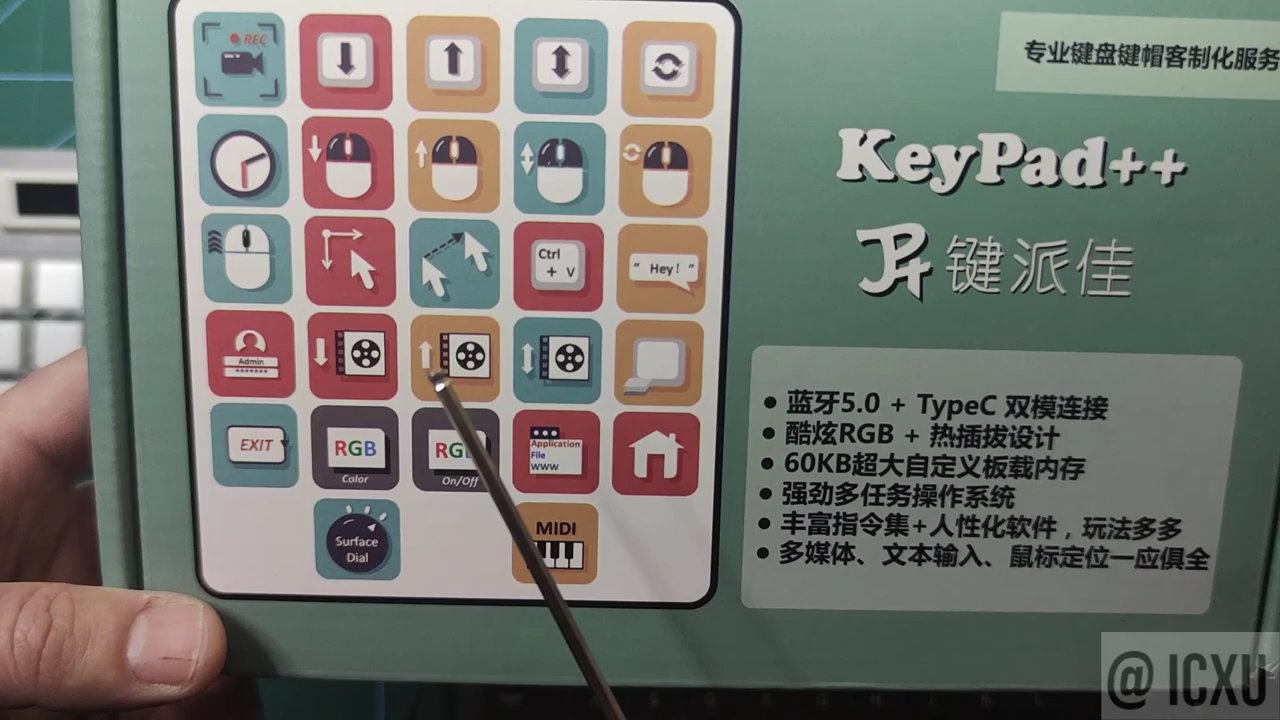 REC
Ctrl
+ v
“ Hey! ”
Admin
EXIT
RGB
Color
RG
On/Off
Application
File
WWW
Surface
Dial
MIDI
专业键盘键帽客制化服务
KeyPad++
键派佳
● 蓝牙5.0 + TypeC 双模连接
● 酷炫RGB + 热插拔设计
● 60KB超大自定义板载内存
● 强劲多任务操作系统
● 丰富指令集+人性化软件，玩法多多
● 多媒体、文本输入、鼠标定位一应俱全
@ ICXU